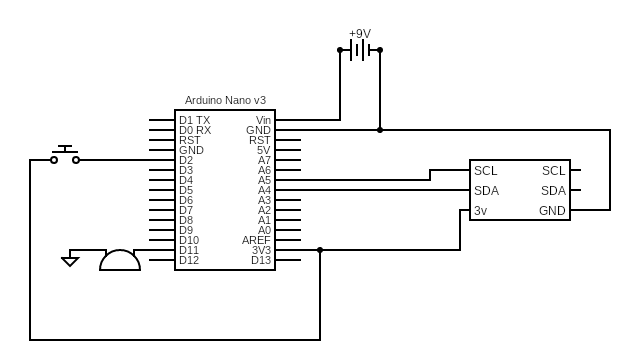 +9V
Arduino Nano v3
D1 TX Vin
D0 RX GND
RST RST
GND 5V
D2 A7
D3 A6
D4 A5
D5 A4
D6 A3
D7 A2
D8 A1
D9 A0
D10 AREF
D11 3V3
D12 D13
SCL SCL
SDA SDA
3v GND